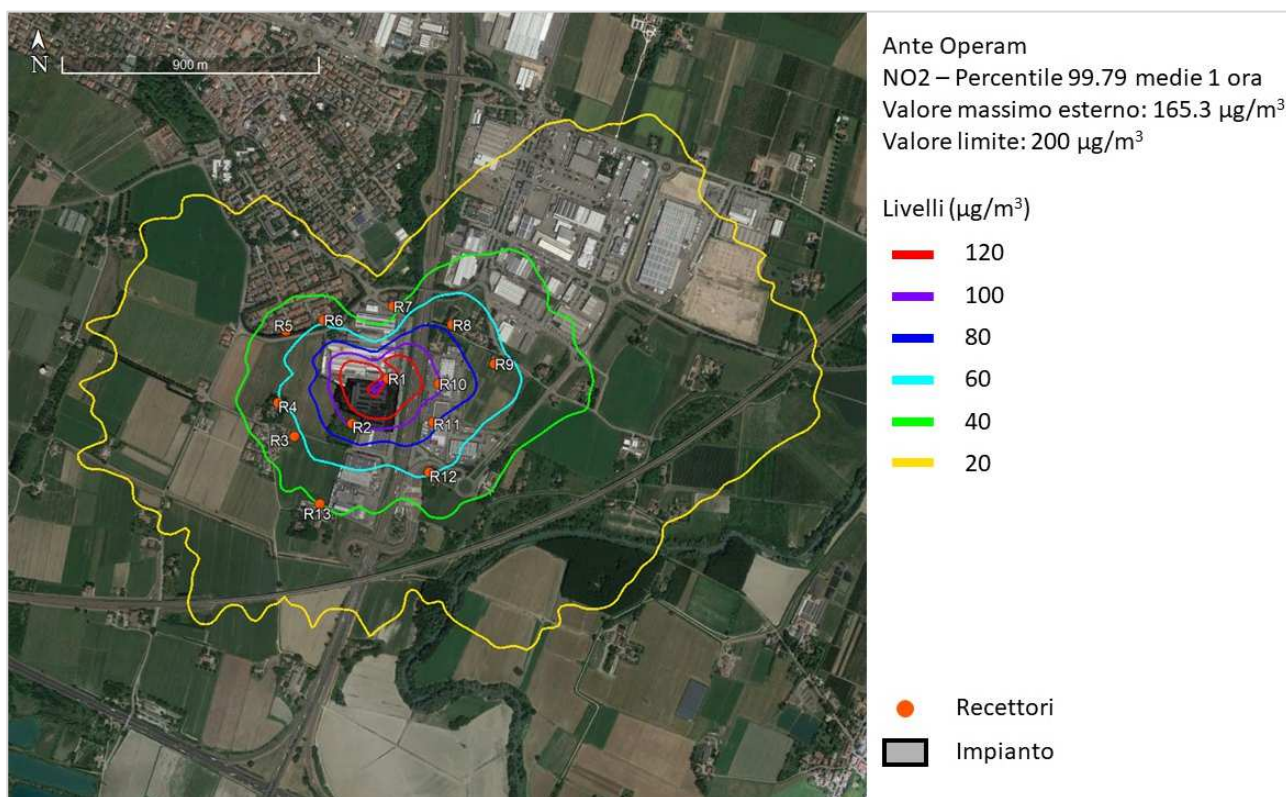 N
900 m
R7
R6
R5
R8
R9
R1
R10
R4
R2
R11
R3
R12
R13
Ante Operam
NO2 – Percentile 99.79 medie 1 ora
Valore massimo esterno: 165.3 µg/m³
Valore limite: 200 µg/m³
Livelli (µg/m³)
120
100
80
60
40
20
Recettori
Impianto